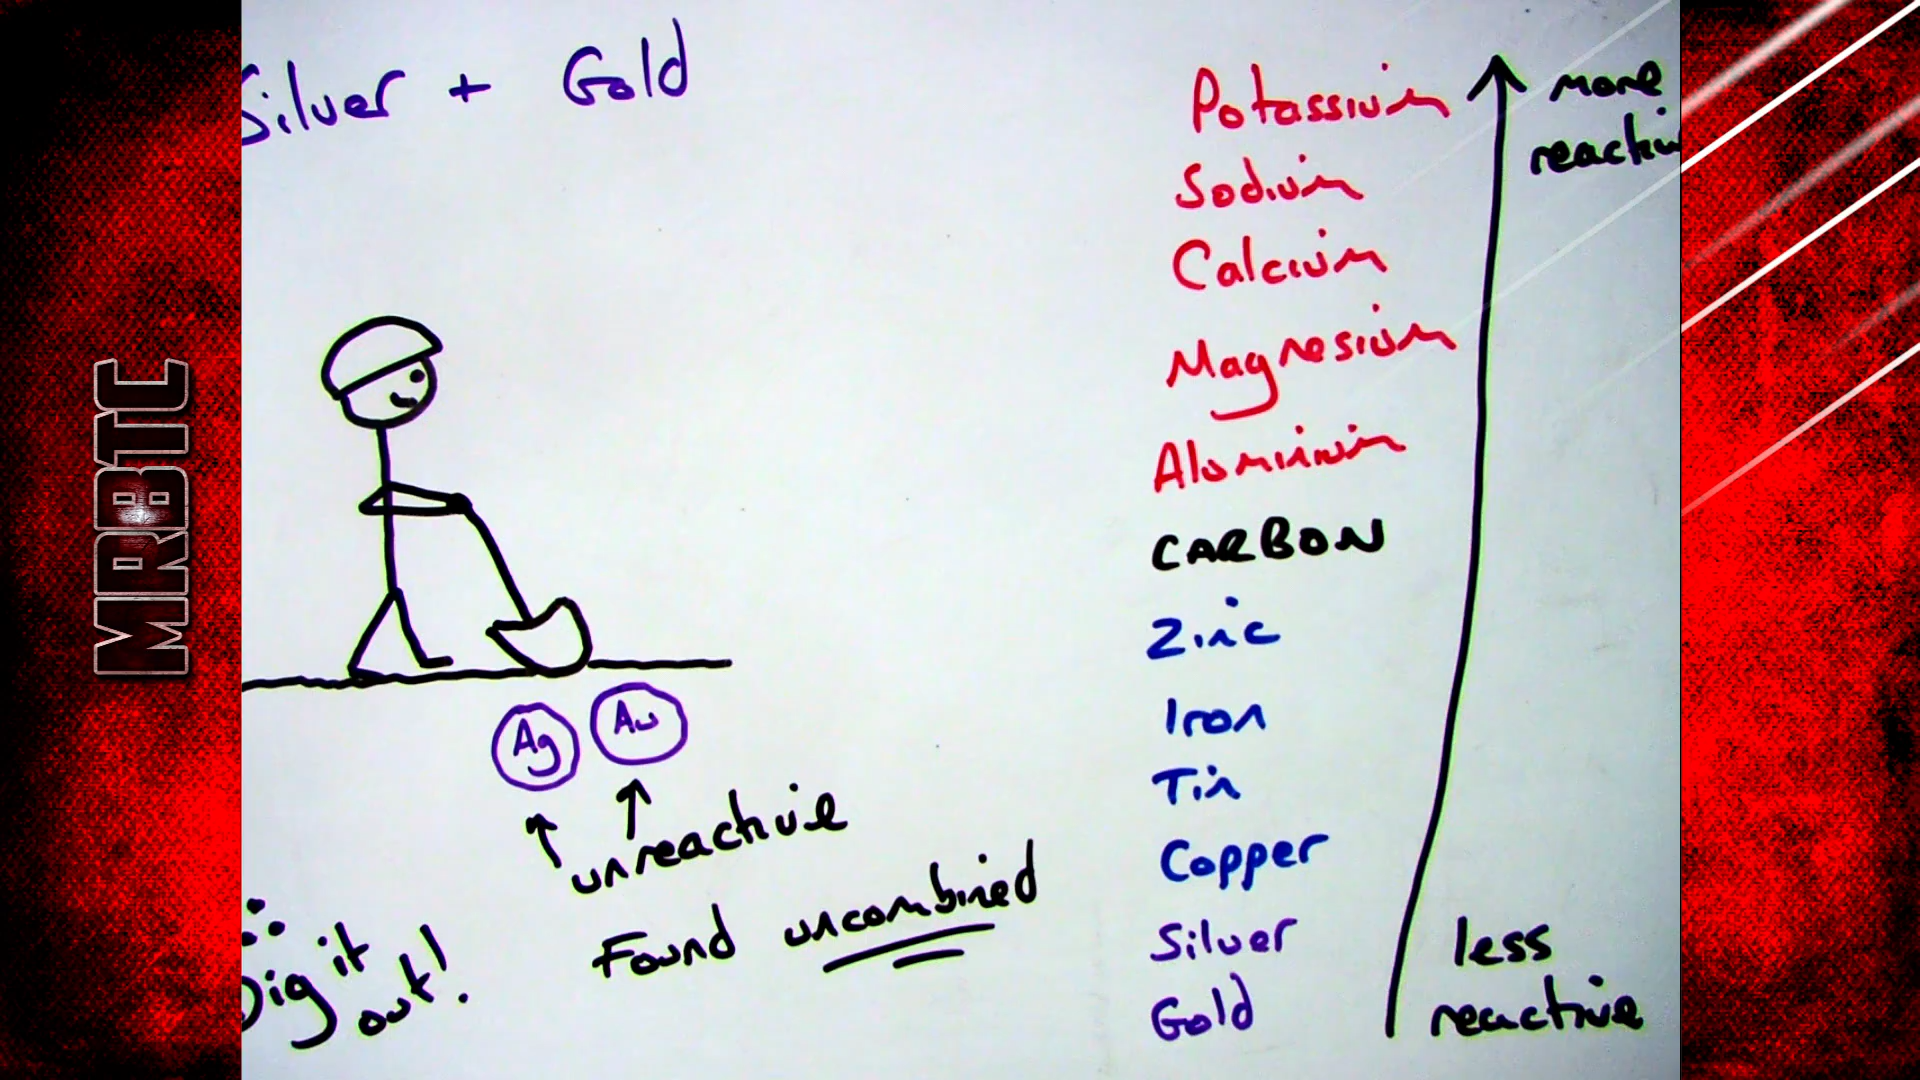 MRBTC
Silver + Gold
Ag Au
unreactive
Found uncombined
∴ Dig it
out!
Potassium
Sodium
Calcium
Magnesium
Aluminium
CARBON
Zinc
Iron
Tin
Copper
Silver
Gold
more
reactiv
less
reactive